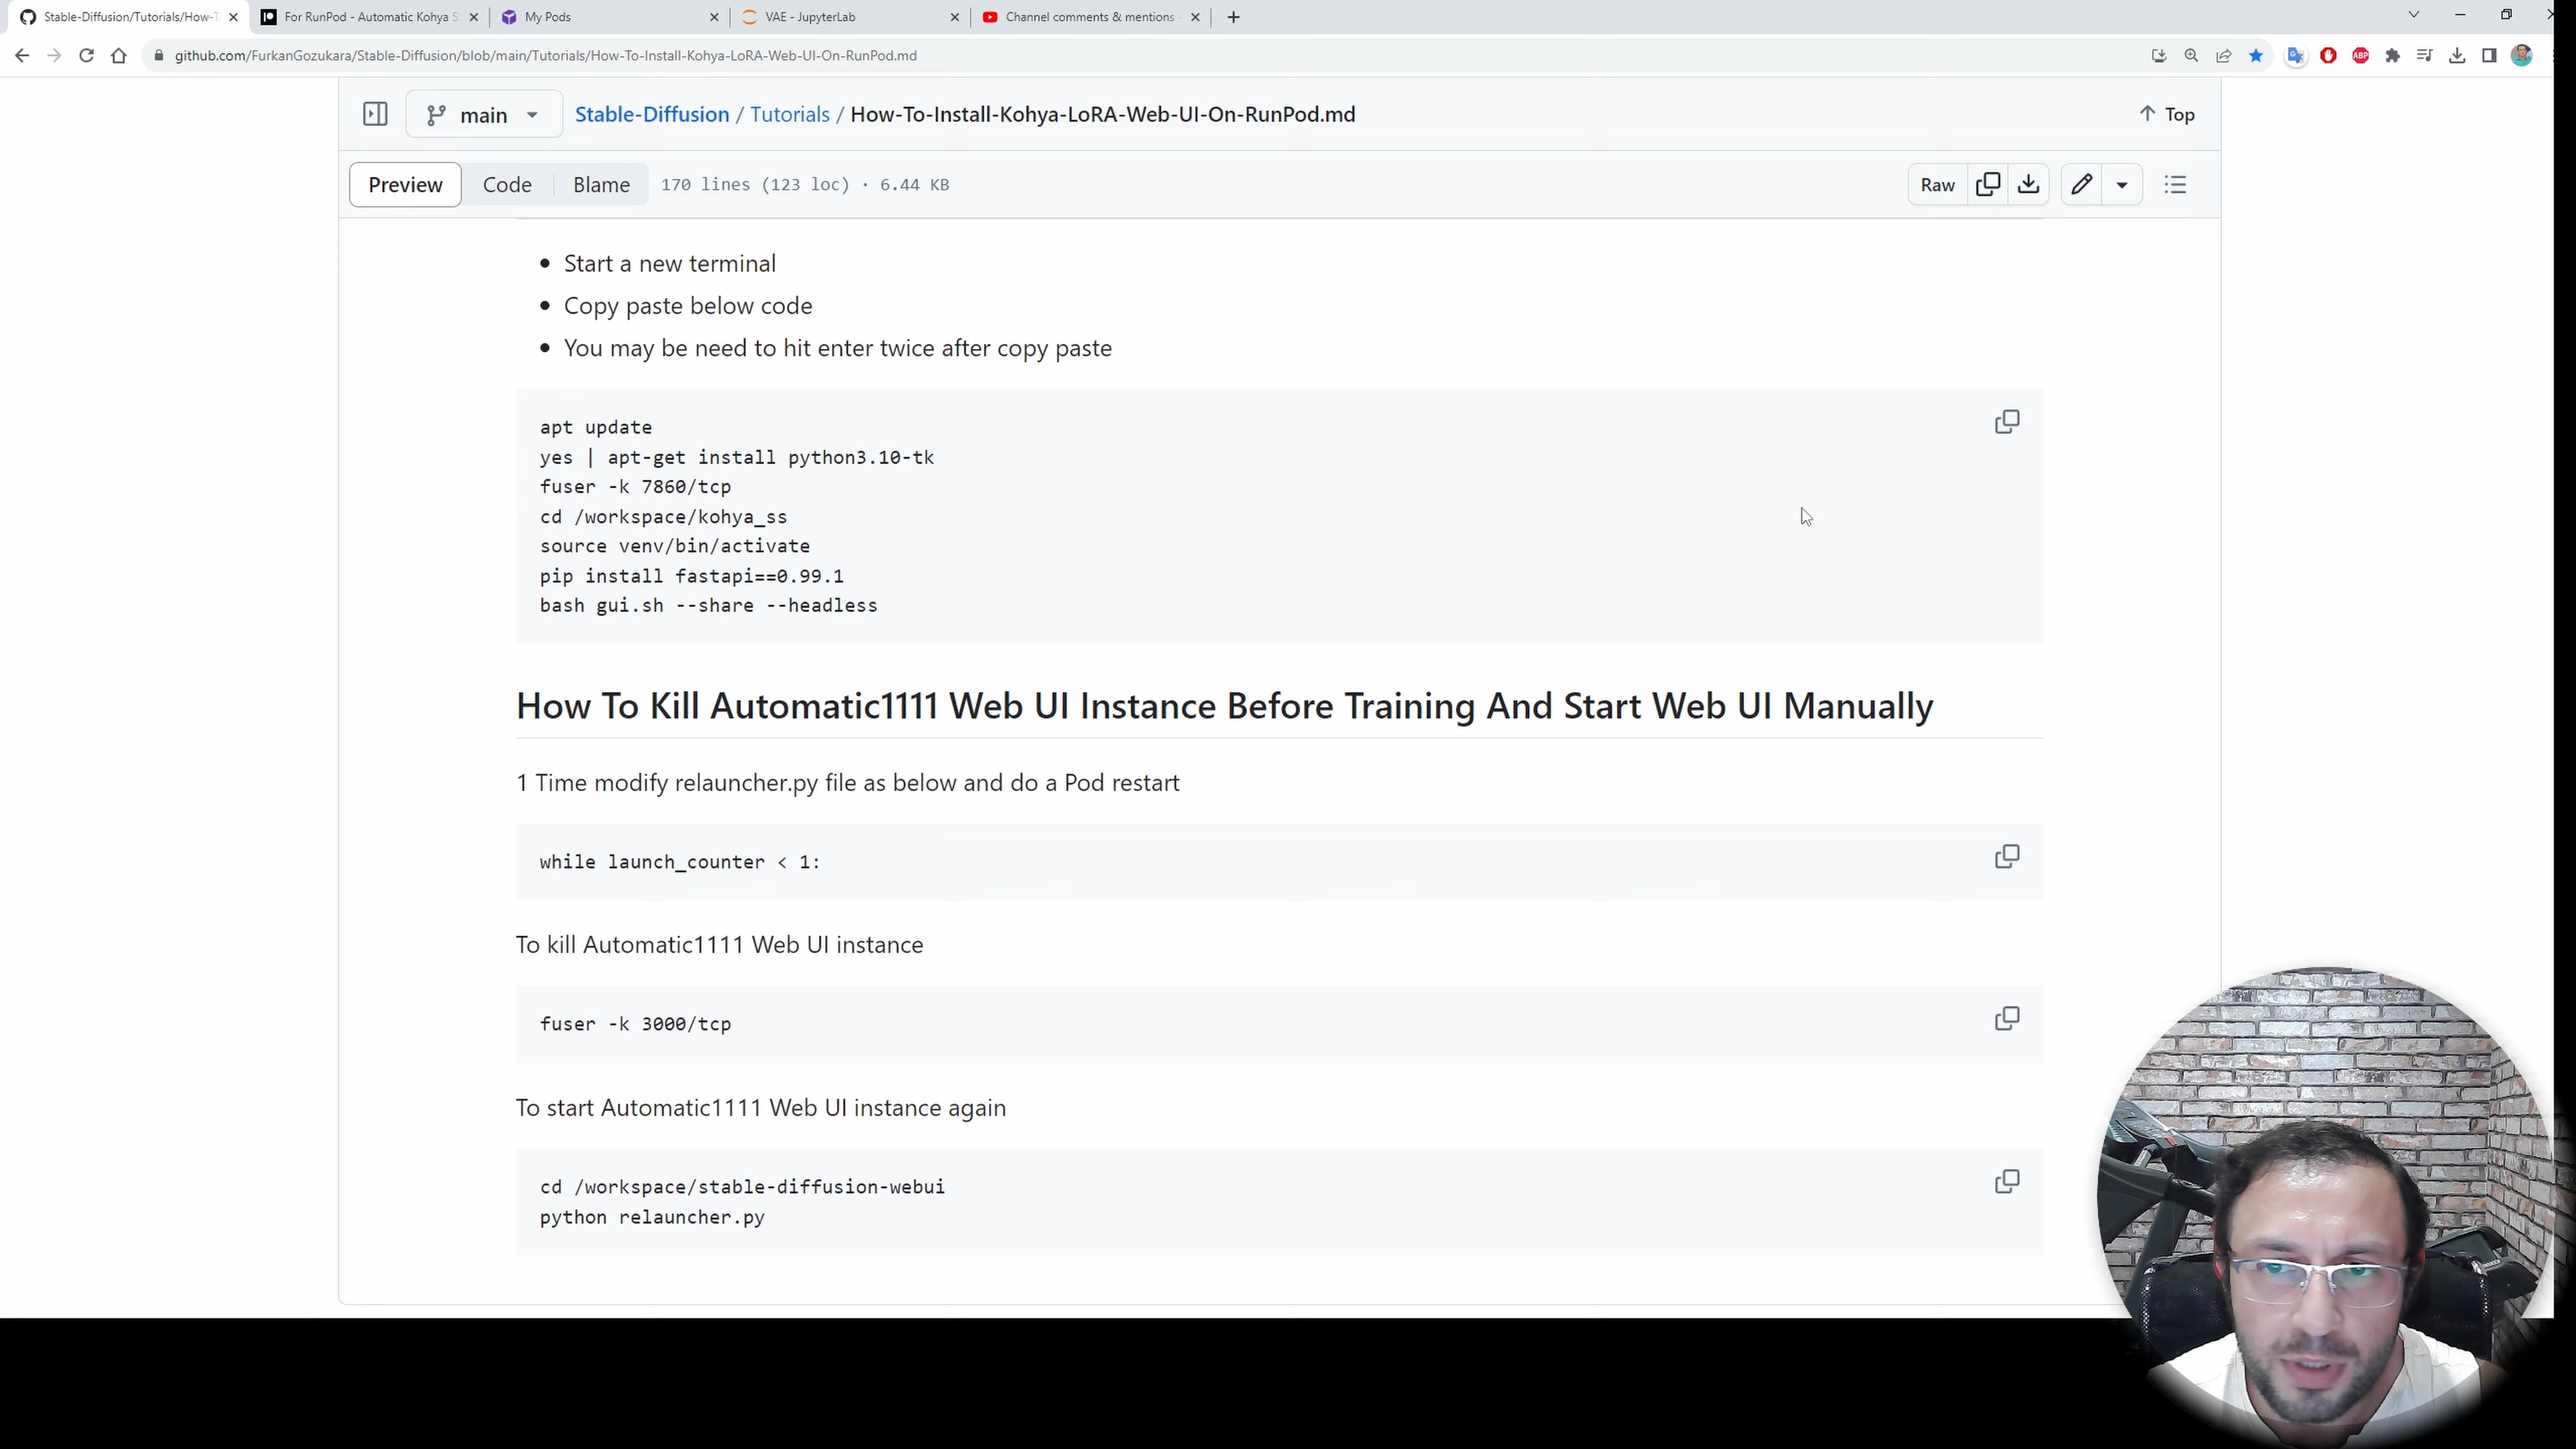 Stable-Diffusion/Tutorials/How-T
For RunPod - Automatic Kohya S
My Pods
VAE - JupyterLab
Channel comments & mentions
github.com/FurkanGozukara/Stable-Diffusion/blob/main/Tutorials/How-To-Install-Kohya-LoRA-Web-UI-On-RunPod.md
ABP
main
Stable-Diffusion / Tutorials / How-To-Install-Kohya-LoRA-Web-UI-On-RunPod.md
Top
Preview
Code
Blame
170 lines (123 loc) · 6.44 KB
Raw
• Start a new terminal
• Copy paste below code
• You may be need to hit enter twice after copy paste
apt update
yes | apt-get install python3.10-tk
fuser -k 7860/tcp
cd /workspace/kohya_ss
source venv/bin/activate
pip install fastapi==0.99.1
bash gui.sh --share --headless
How To Kill Automatic1111 Web UI Instance Before Training And Start Web UI Manually
1 Time modify relauncher.py file as below and do a Pod restart
while launch_counter < 1:
To kill Automatic1111 Web UI instance
fuser -k 3000/tcp
To start Automatic1111 Web UI instance again
cd /workspace/stable-diffusion-webui
python relauncher.py